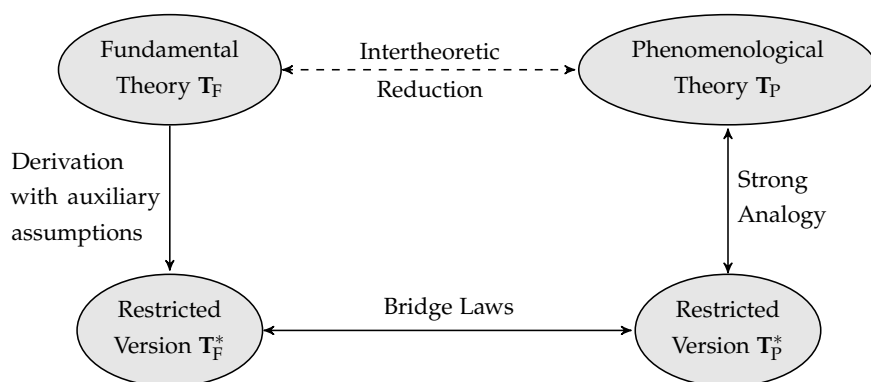 Fundamental
Theory T_F
Intertheoretic
Reduction
Phenomenological
Theory T_P
Derivation
with auxiliary
assumptions
Strong
Analogy
Restricted
Version T*_F
Bridge Laws
Restricted
Version T*_P